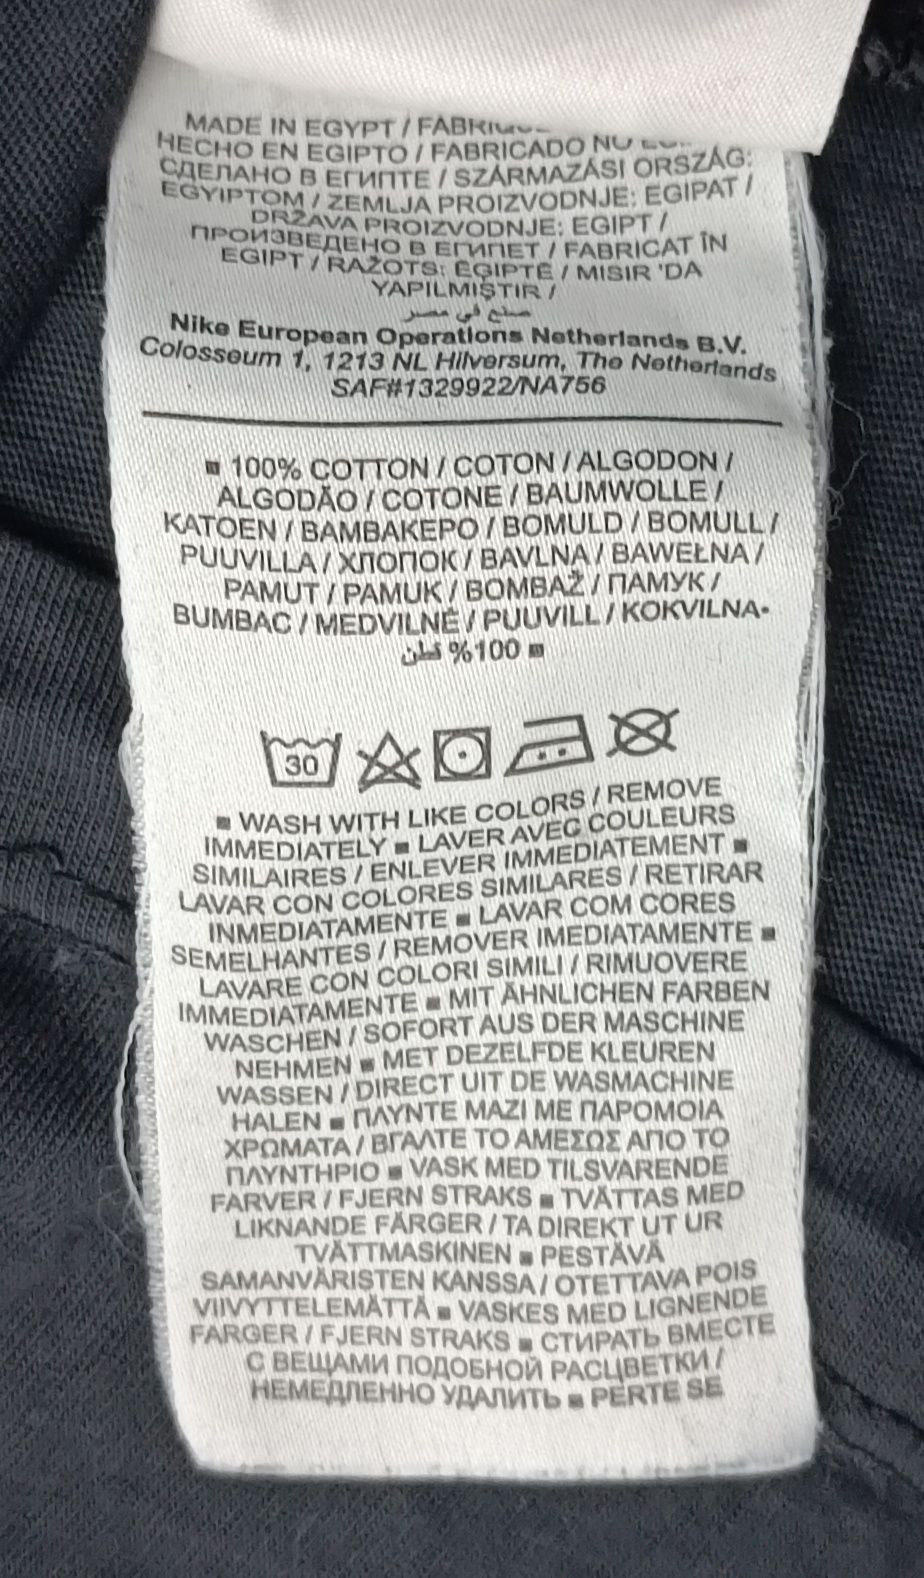 MADE IN EGYPT /
HECHO EN EGIPTO / FABRICADO NO
СДЕЛАНО В ЕГИПТЕ / SZÁRMAZÁSI ORSZÁG:
EGYIPTOM / ZEMLJA PROIZVODNJE: EGIPAT /
DRŽAVA PROIZVODNJE: EGIPT /
ПРОИЗВЕДЕНО В ЕГИПЕТ / FABRICAT ÎN
EGIPT / RAŽOTS: ĒĢIPTĒ / MISIR 'DA
YAPILMIŞTIR /
صنع في مصر
Nike European Operations Netherlands B.V.
Colosseum 1, 1213 NL Hilversum, The Netherlands
SAF#1329922/NA756
■ 100% COTTON / COTON / ALGODON /
ALGODÃO / COTONE / BAUMWOLLE /
KATOEN / ΒΑΜΒΑΚΕΡΟ / BOMULD / BOMULL /
PUUVILLA / ХЛОПОК / BAVLNA / BAWEŁNA /
PAMUT / PAMUK / BOMBAŽ / ПАМУК /
BUMBAC / MEDVILNĖ / PUUVILL / KOKVILNA•
■ 100% قطن
30
■ WASH WITH LIKE COLORS / REMOVE
IMMEDIATELY ■ LAVER AVEC COULEURS
SIMILAIRES / ENLEVER IMMEDIATEMENT ■
LAVAR CON COLORES SIMILARES / RETIRAR
INMEDIATAMENTE ■ LAVAR COM CORES
SEMELHANTES / REMOVER IMEDIATAMENTE ■
LAVARE CON COLORI SIMILI / RIMUOVERE
IMMEDIATAMENTE ■ MIT ÄHNLICHEN FARBEN
WASCHEN / SOFORT AUS DER MASCHINE
NEHMEN ■ MET DEZELFDE KLEUREN
WASSEN / DIRECT UIT DE WASMACHINE
HALEN ■ ΠΛΥΝΤΕ ΜΑΖΙ ΜΕ ΠΑΡΟΜΟΙΑ
ΧΡΩΜΑΤΑ / ΒΓΑΛΤΕ ΤΟ ΑΜΕΣΩΣ ΑΠΟ ΤΟ
ΠΛΥΝΤΗΡΙΟ ■ VASK MED TILSVARENDE
FARVER / FJERN STRAKS ■ TVÄTTAS MED
LIKNANDE FÄRGER / TA DIREKT UT UR
TVÄTTMASKINEN ■ PESTÄVÄ
SAMANVÄRISTEN KANSSA / OTETTAVA POIS
VIIVYTTELEMÄTTÄ ■ VASKES MED LIGNENDE
FARGER / FJERN STRAKS ■ СТИРАТЬ ВМЕСТЕ
С ВЕЩАМИ ПОДОБНОЙ РАСЦВЕТКИ /
НЕМЕДЛЕННО УДАЛИТЬ ■ PERTE SE